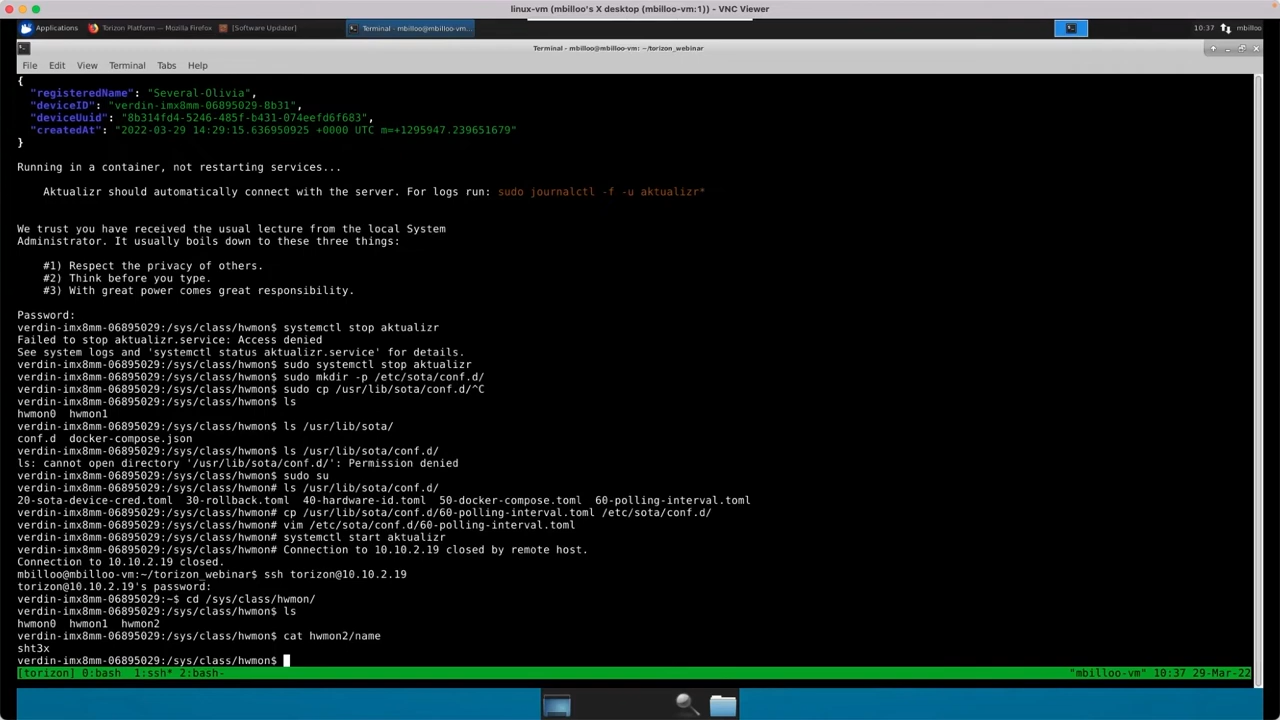 linux-vm (mbilloo's X desktop (mbilloo-vm:1)) – VNC Viewer
Applications Torizon Platform — Mozilla Firefox [Software Updater] Terminal - mbilloo@mbilloo-vm... 10:37 mbilloo
Terminal - mbilloo@mbilloo-vm: ~/torizon_webinar
File Edit View Terminal Tabs Help
{
"registeredName": "Several-Olivia",
"deviceID": "verdin-imx8mm-06895029-8b31",
"deviceUuid": "8b314fd4-5246-485f-b431-074eefd6f683",
"createdAt": "2022-03-29 14:29:15.636950925 +0000 UTC m=+1295947.239651679"
}
Running in a container, not restarting services...
Aktualizr should automatically connect with the server. For logs run: sudo journalctl -f -u aktualizr*
We trust you have received the usual lecture from the local System
Administrator. It usually boils down to these three things:
#1) Respect the privacy of others.
#2) Think before you type.
#3) With great power comes great responsibility.
Password:
verdin-imx8mm-06895029:/sys/class/hwmon$ systemctl stop aktualizr
Failed to stop aktualizr.service: Access denied
See system logs and 'systemctl status aktualizr.service' for details.
verdin-imx8mm-06895029:/sys/class/hwmon$ sudo systemctl stop aktualizr
verdin-imx8mm-06895029:/sys/class/hwmon$ sudo mkdir -p /etc/sota/conf.d/
verdin-imx8mm-06895029:/sys/class/hwmon$ sudo cp /usr/lib/sota/conf.d/^C
verdin-imx8mm-06895029:/sys/class/hwmon$ ls
hwmon0 hwmon1
verdin-imx8mm-06895029:/sys/class/hwmon$ ls /usr/lib/sota/
conf.d docker-compose.json
verdin-imx8mm-06895029:/sys/class/hwmon$ ls /usr/lib/sota/conf.d/
ls: cannot open directory '/usr/lib/sota/conf.d/': Permission denied
verdin-imx8mm-06895029:/sys/class/hwmon$ sudo su
verdin-imx8mm-06895029:/sys/class/hwmon# ls /usr/lib/sota/conf.d/
20-sota-device-cred.toml 30-rollback.toml 40-hardware-id.toml 50-docker-compose.toml 60-polling-interval.toml
verdin-imx8mm-06895029:/sys/class/hwmon# cp /usr/lib/sota/conf.d/60-polling-interval.toml /etc/sota/conf.d/
verdin-imx8mm-06895029:/sys/class/hwmon# vim /etc/sota/conf.d/60-polling-interval.toml
verdin-imx8mm-06895029:/sys/class/hwmon# systemctl start aktualizr
verdin-imx8mm-06895029:/sys/class/hwmon# Connection to 10.10.2.19 closed by remote host.
Connection to 10.10.2.19 closed.
mbilloo@mbilloo-vm:~/torizon_webinar$ ssh torizon@10.10.2.19
torizon@10.10.2.19's password:
verdin-imx8mm-06895029:~$ cd /sys/class/hwmon/
verdin-imx8mm-06895029:/sys/class/hwmon$ ls
hwmon0 hwmon1 hwmon2
verdin-imx8mm-06895029:/sys/class/hwmon$ cat hwmon2/name
sht3x
verdin-imx8mm-06895029:/sys/class/hwmon$
[torizon] 0:bash 1:ssh* 2:bash- "mbilloo-vm" 10:37 29-Mar-22